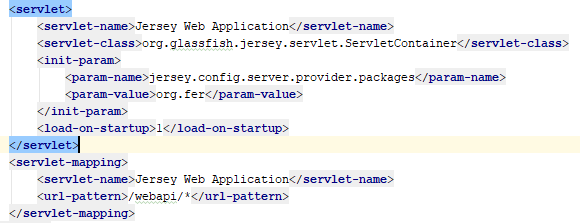 <servlet>
<servlet-name>Jersey Web Application</servlet-name>
<servlet-class>org.glassfish.jersey.servlet.ServletContainer</servlet-class>
<init-param>
<param-name>jersey.config.server.provider.packages</param-name>
<param-value>org.fer</param-value>
</init-param>
<load-on-startup>1</load-on-startup>
</servlet>
<servlet-mapping>
<servlet-name>Jersey Web Application</servlet-name>
<url-pattern>/webapi/*</url-pattern>
</servlet-mapping>